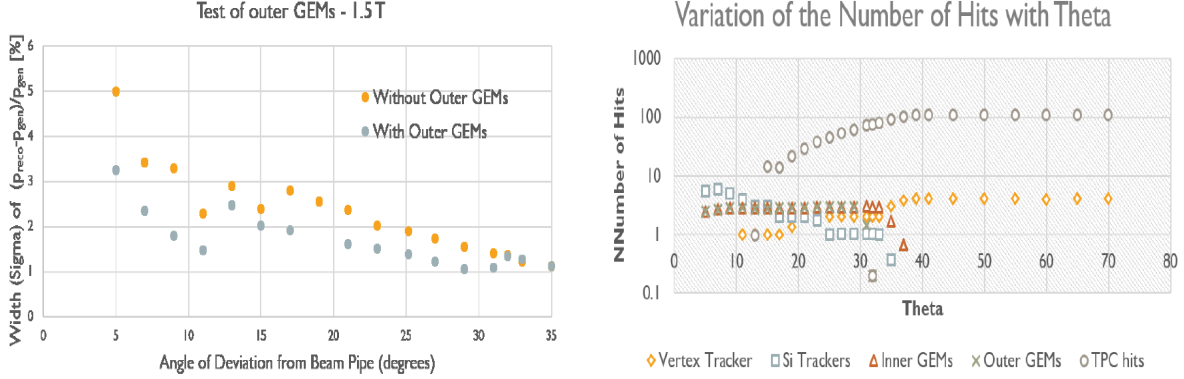 Test of outer GEMs - 1.5 T
Width (Sigma) of (preco-pgen)/pgen [%]
6
5
4
3
2
1
0
Without Outer GEMs
With Outer GEMs
0 5 10 15 20 25 30 35
Angle of Deviation from Beam Pipe (degrees)
Variation of the Number of Hits with Theta
NNumber of Hits
1000
100
10
1
0.1
0 10 20 30 40 50 60 70 80
Theta
Vertex Tracker Si Trackers Inner GEMs Outer GEMs TPC hits